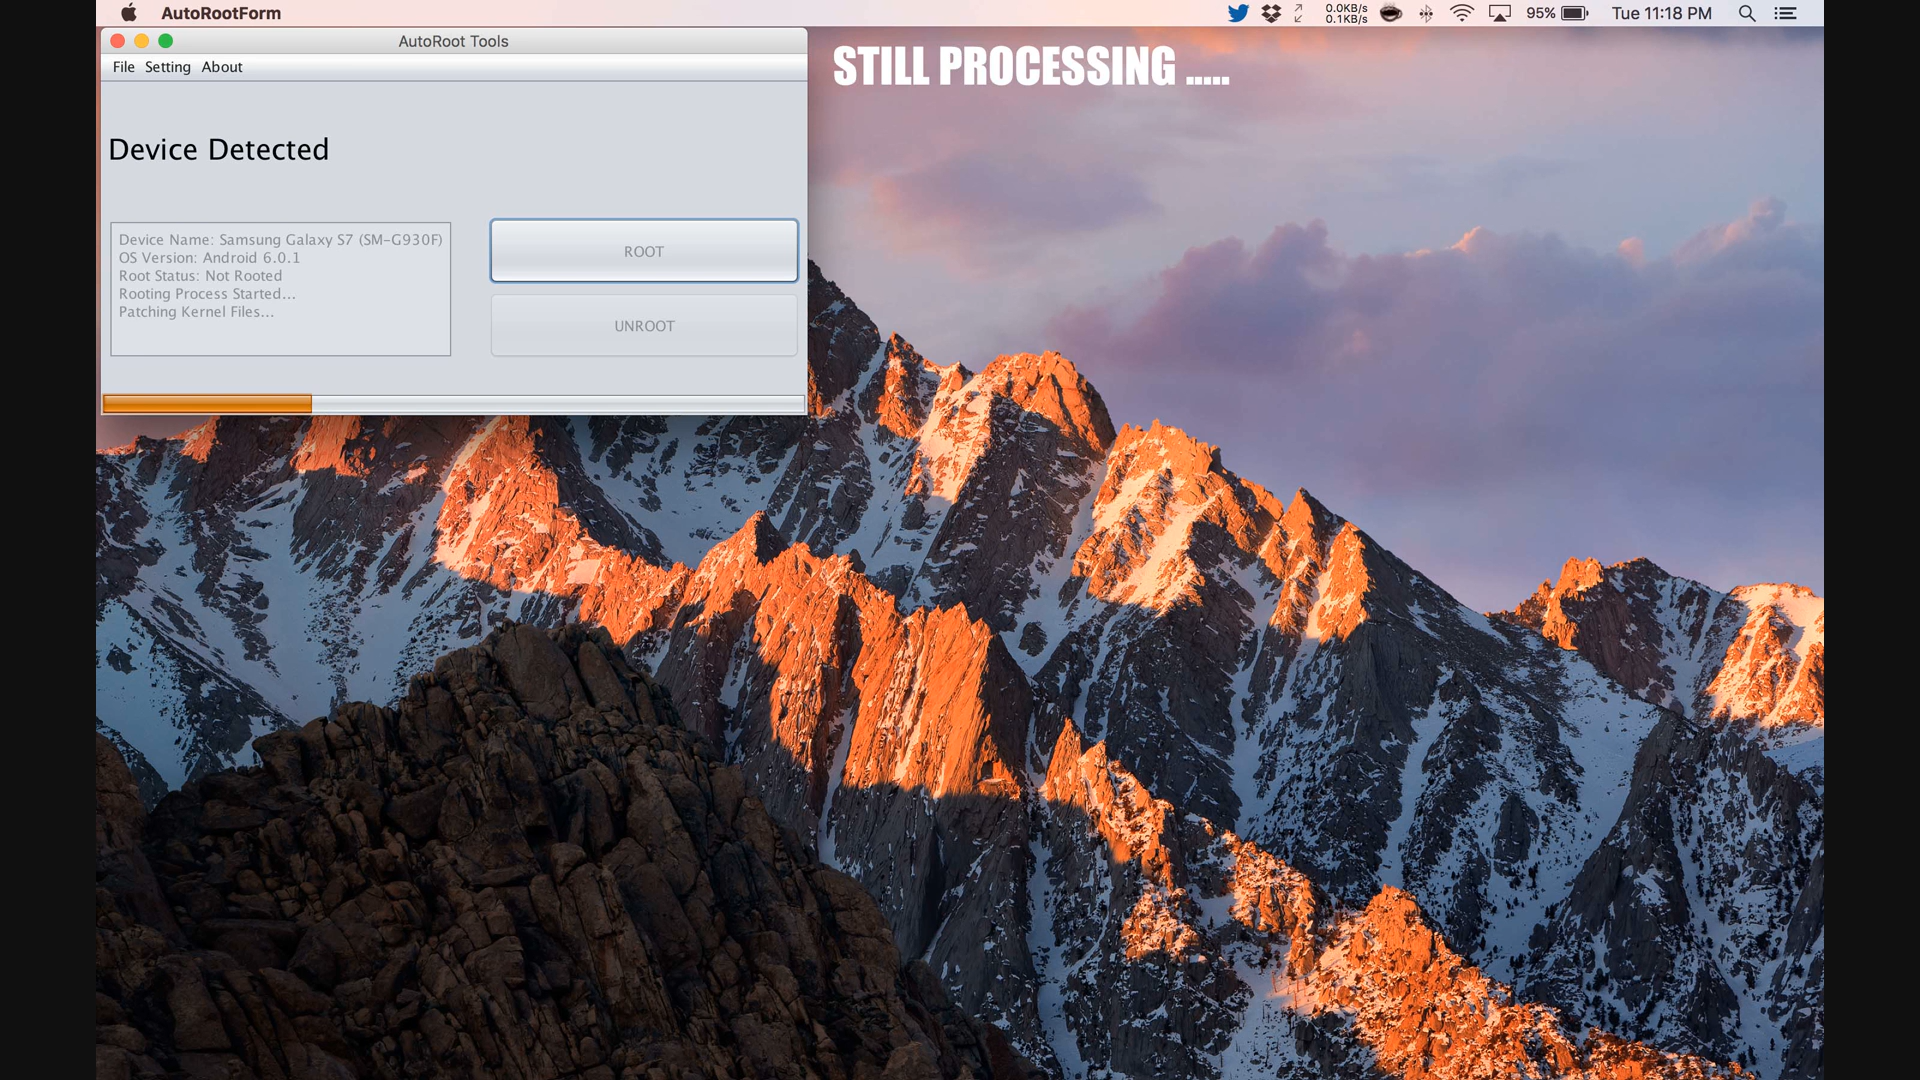 AutoRootForm
0.0KB/s
0.1KB/s
95%
Tue 11:18 PM
AutoRoot Tools
File Setting About
STILL PROCESSING .....
Device Detected
Device Name: Samsung Galaxy S7 (SM-G930F)
OS Version: Android 6.0.1
Root Status: Not Rooted
Rooting Process Started...
Patching Kernel Files...
ROOT
UNROOT